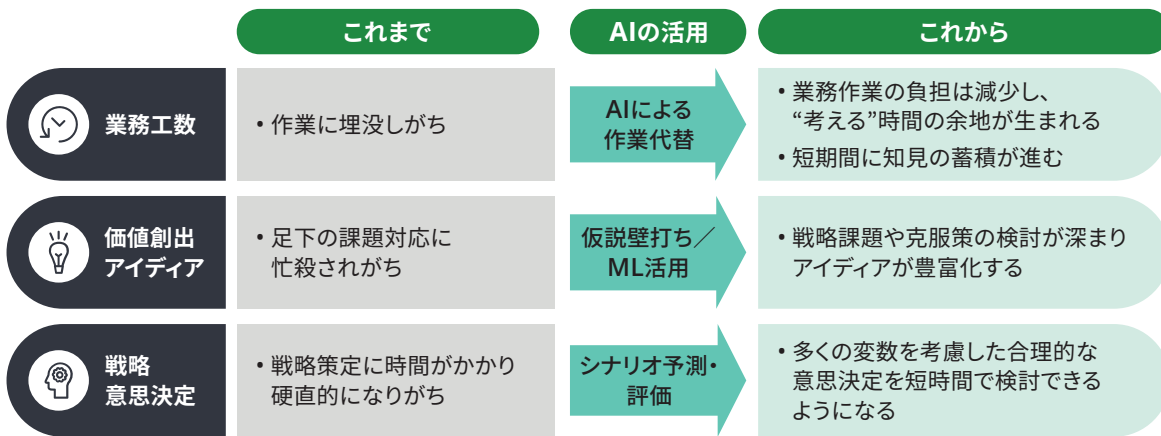 これまで
AIの活用
これから
業務工数
・作業に埋没しがち
AIによる
作業代替
・業務作業の負担は減少し、
“考える”時間の余地が生まれる
・短期間に知見の蓄積が進む
価値創出
アイディア
・足下の課題対応に
忙殺されがち
仮説壁打ち／
ML活用
・戦略課題や克服策の検討が深まり
アイディアが豊富化する
戦略
意思決定
・戦略策定に時間がかかり
硬直的になりがち
シナリオ予測・
評価
・多くの変数を考慮した合理的な
意思決定を短時間で検討できる
ようになる